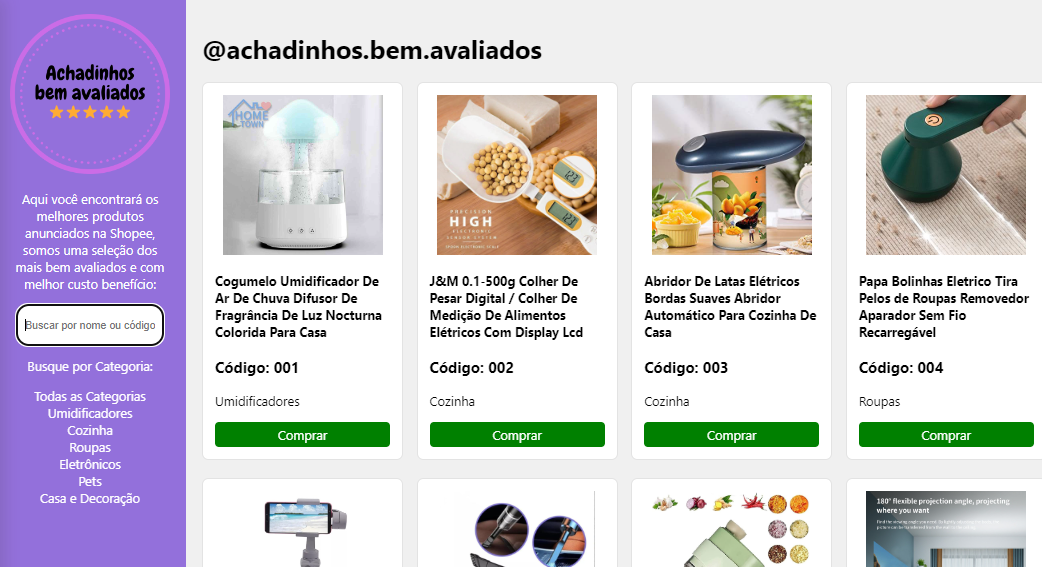 Achadinhos
bem avaliados
Aqui você encontrará os
melhores produtos
anunciados na Shopee,
somos uma seleção dos
mais bem avaliados e com
melhor custo benefício:
Buscar por nome ou código
Busque por Categoria:
Todas as Categorias
Umidificadores
Cozinha
Roupas
Eletrônicos
Pets
Casa e Decoração
@achadinhos.bem.avaliados
HOME
TOWN
Cogumelo Umidificador De
Ar De Chuva Difusor De
Fragrância De Luz Nocturna
Colorida Para Casa
Código: 001
Umidificadores
Comprar
PRECISION
HIGH
ELECTRONIC
SENSOR SYSTEM
J&M 0.1-500g Colher De
Pesar Digital / Colher De
Medição De Alimentos
Elétricos Com Display Lcd
Código: 002
Cozinha
Comprar
Abridor De Latas Elétricos
Bordas Suaves Abridor
Automático Para Cozinha De
Casa
Código: 003
Cozinha
Comprar
Papa Bolinhas Eletrico Tira
Pelos de Roupas Removedor
Aparador Sem Fio
Recarregável
Código: 004
Roupas
Comprar
180° flexible projection angle, projecting
where you want